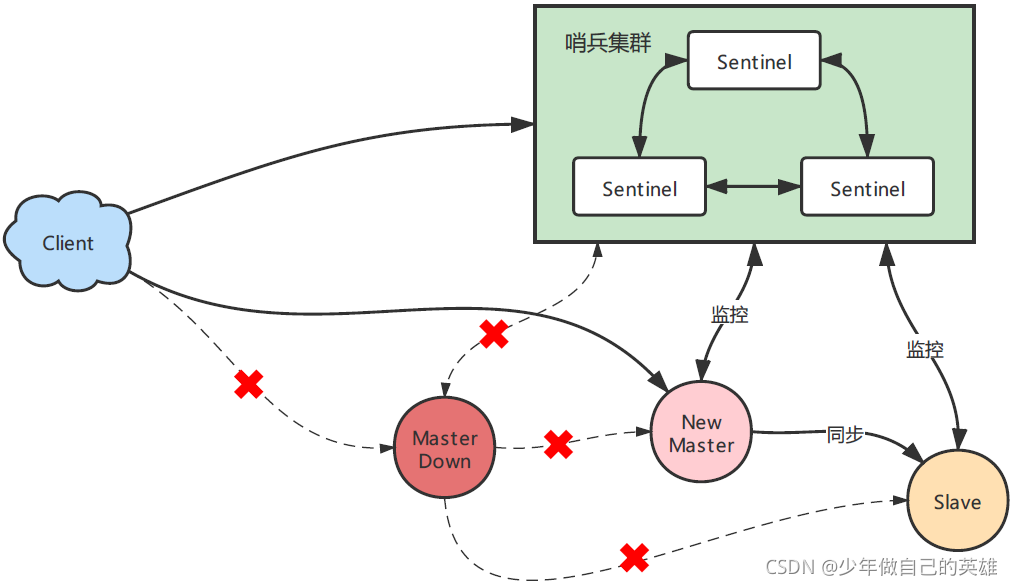 哨兵集群
Sentinel
Sentinel
Sentinel
Client
监控
监控
Master
Down
New
Master
同步
Slave
CSDN @少年做自己的英雄